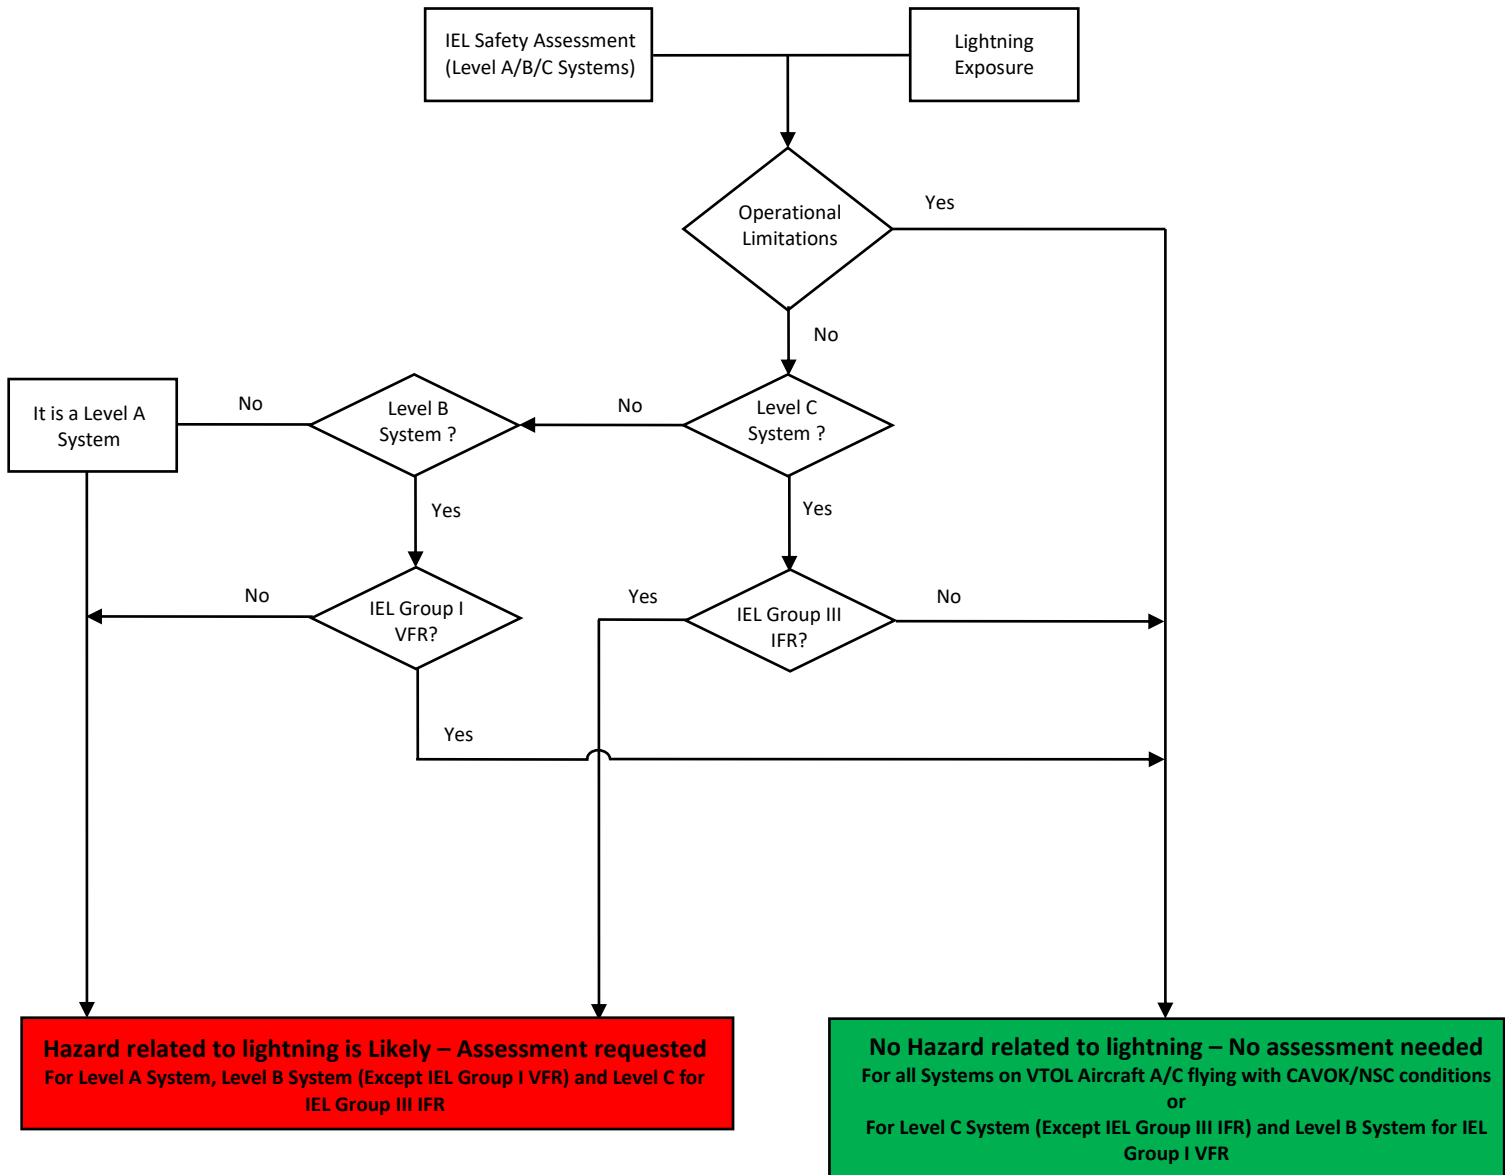 IEL Safety Assessment
(Level A/B/C Systems)
Lightning
Exposure
Operational
Limitations
Yes
No
It is a Level A
System
No
Level B
System ?
No
Level C
System ?
Yes
Yes
No
IEL Group I
VFR?
Yes
IEL Group III
IFR?
No
Yes
Hazard related to lightning is Likely – Assessment requested
For Level A System, Level B System (Except IEL Group I VFR) and Level C for
IEL Group III IFR
No Hazard related to lightning – No assessment needed
For all Systems on VTOL Aircraft A/C flying with CAVOK/NSC conditions
or
For Level C System (Except IEL Group III IFR) and Level B System for IEL
Group I VFR